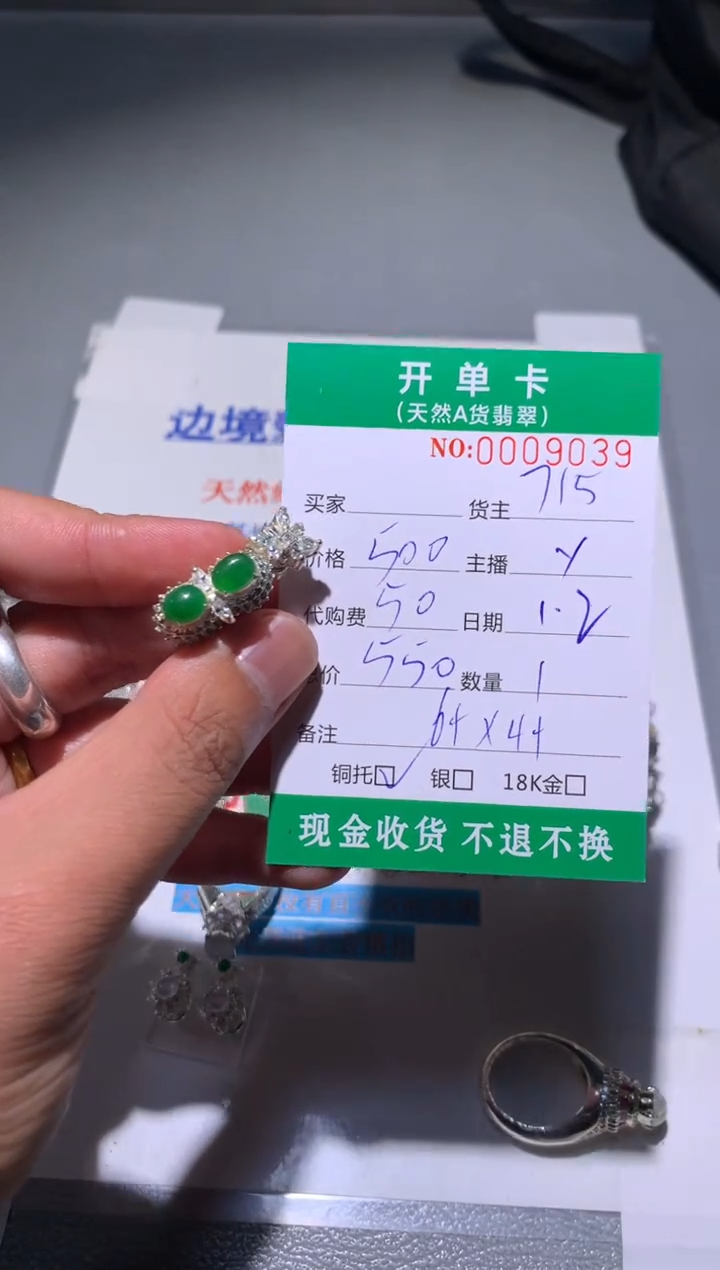 开单卡
(天然A货翡翠)
NO:0009039
买家 货主 715
价格 500 主播 y
代购费 50 日期 1.2
价 550 数量 1
备注 64×44
铜托☑ 银□ 18K金□
现金收货 不退不换
边境
天然